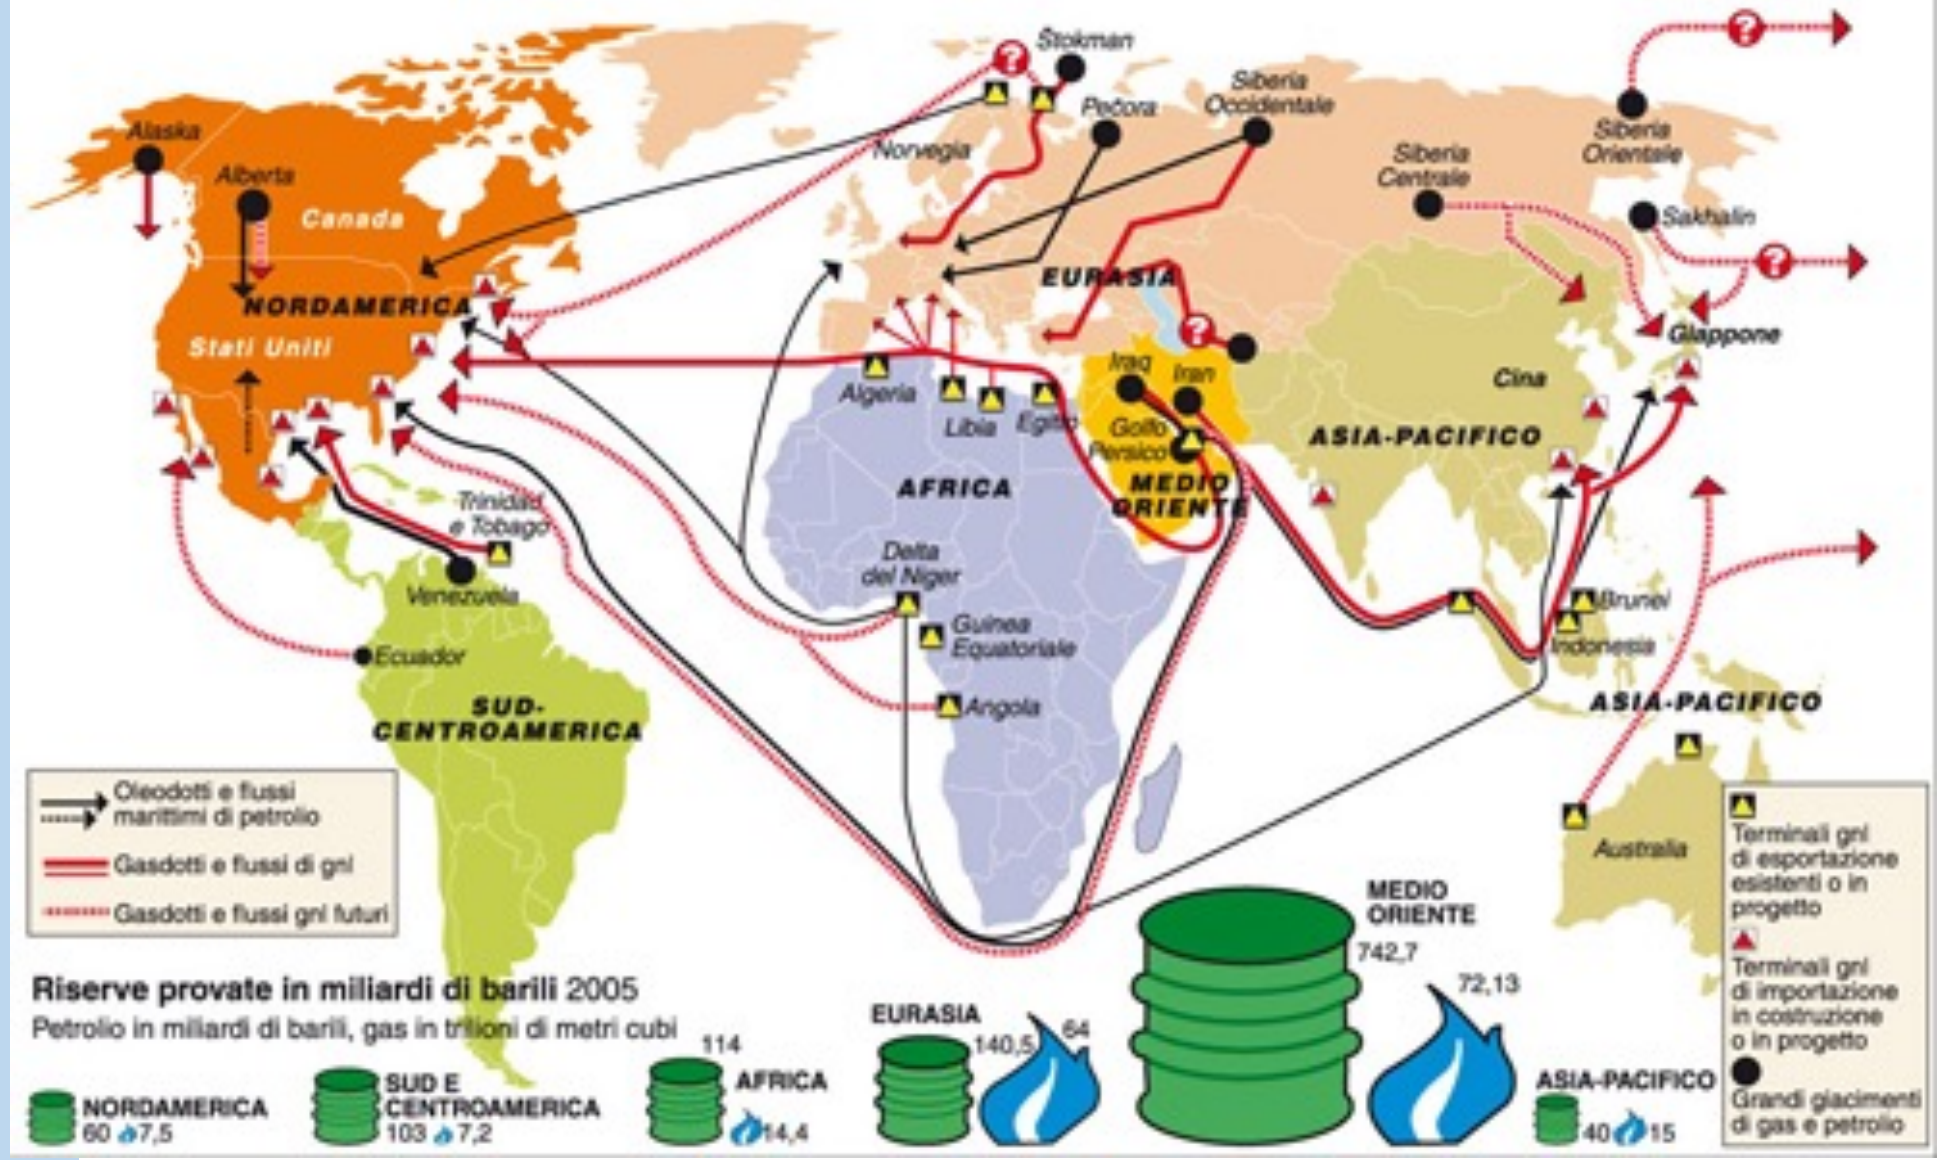 Štokman
Pečora
Siberia
Occidentale
Siberia
Orientale
Siberia
Centrale
Sakhalin
Norvegia
Alaska
Alberta
Canada
NORDAMERICA
Stati Uniti
EURASIA
Giappone
Cina
ASIA-PACIFICO
Iraq
Iran
Golfo
Persico
MEDIO
ORIENTE
Algeria
Libia
Egitto
AFRICA
Trinidad
e Tobago
Venezuela
Ecuador
Delta
del Niger
Guinea
Equatoriale
Angola
Brunei
Indonesia
ASIA-PACIFICO
Australia
SUD-
CENTROAMERICA
?
?
?
?
Oleodotti e flussi
marittimi di petrolio
Gasdotti e flussi di gnl
Gasdotti e flussi gnl futuri
Terminali gnl
di esportazione
esistenti o in
progetto
Terminali gnl
di importazione
in costruzione
o in progetto
Grandi giacimenti
di gas e petrolio
Riserve provate in miliardi di barili 2005
Petrolio in miliardi di barili, gas in trilioni di metri cubi
NORDAMERICA
60 7,5
SUD E
CENTROAMERICA
103 7,2
114
AFRICA
14,4
EURASIA
140,5
64
MEDIO
ORIENTE
742,7
72,13
ASIA-PACIFICO
40 15